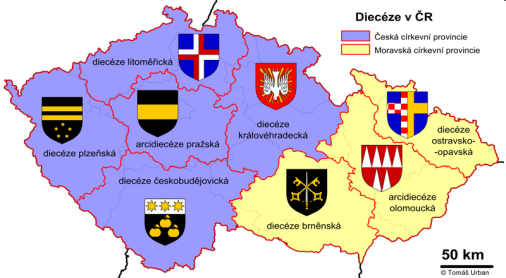 Diecéze v ČR
Česká církevní provincie
Moravská církevní provincie
diecéze litoměřická
diecéze
královéhradecká
diecéze plzeňská
arcidiecéze pražská
diecéze
ostravsko-
-opavská
diecéze českobudějovická
arcidiecéze
olomoucká
diecéze brněnská
50 km
© Tomáš Urban